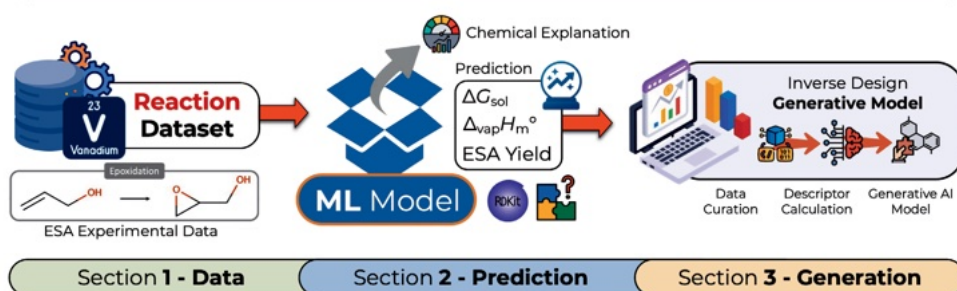 23
V
Vanadium
Reaction
Dataset
Epoxidation
OH
O
OH
ESA Experimental Data
Chemical Explanation
Prediction
ΔG_sol
Δ_vapH_m°
ESA Yield
ML Model
RDKit
?
Inverse Design
Generative Model
Data
Curation
Descriptor
Calculation
Generative AI
Model
Section 1 - Data
Section 2 - Prediction
Section 3 - Generation